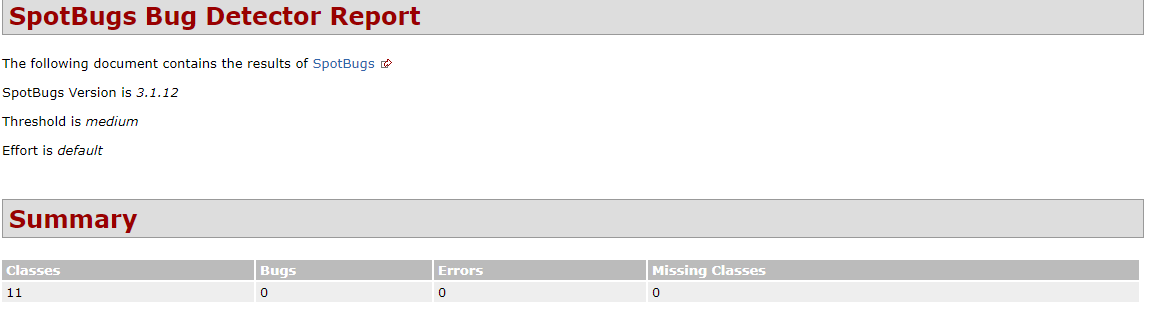 SpotBugs Bug Detector Report
The following document contains the results of SpotBugs
SpotBugs Version is 3.1.12
Threshold is medium
Effort is default
Summary
Classes Bugs Errors Missing Classes
11 0 0 0